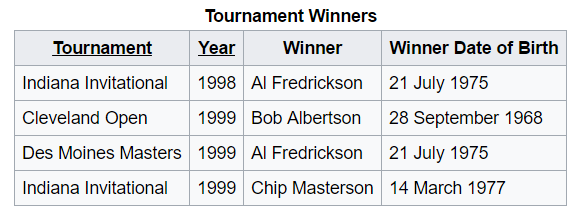 Tournament Winners
Tournament Year Winner Winner Date of Birth
Indiana Invitational 1998 Al Fredrickson 21 July 1975
Cleveland Open 1999 Bob Albertson 28 September 1968
Des Moines Masters 1999 Al Fredrickson 21 July 1975
Indiana Invitational 1999 Chip Masterson 14 March 1977